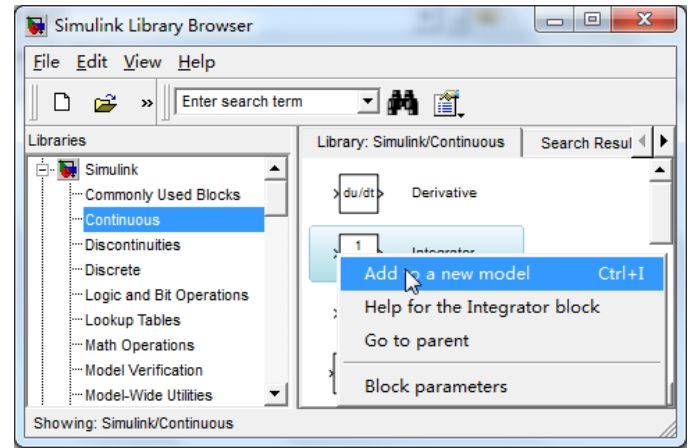 Simulink Library Browser
File Edit View Help
» Enter search term
Libraries
Library: Simulink/Continuous
Search Resul
Simulink
Commonly Used Blocks
Continuous
Discontinuities
Discrete
Logic and Bit Operations
Lookup Tables
Math Operations
Model Verification
Model-Wide Utilities
du/dt Derivative
1 Integrator
Add to a new model Ctrl+I
Help for the Integrator block
Go to parent
Block parameters
Showing: Simulink/Continuous